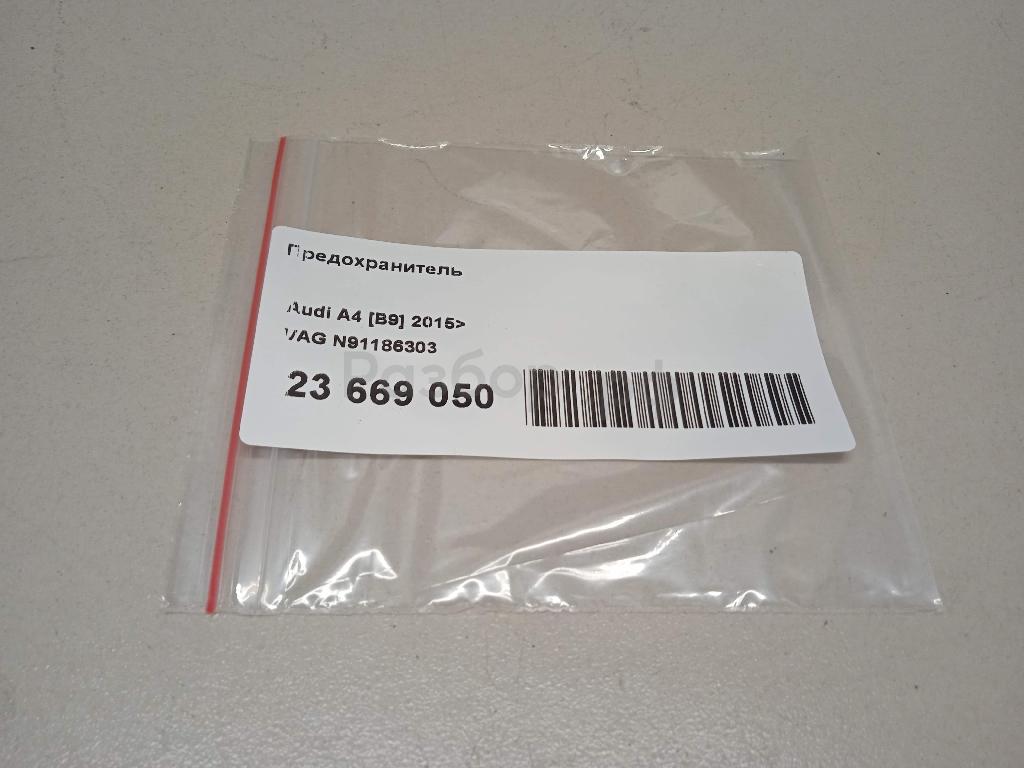 Предохранитель
Audi A4 [B9] 2015>
VAG N91186303
23 669 050